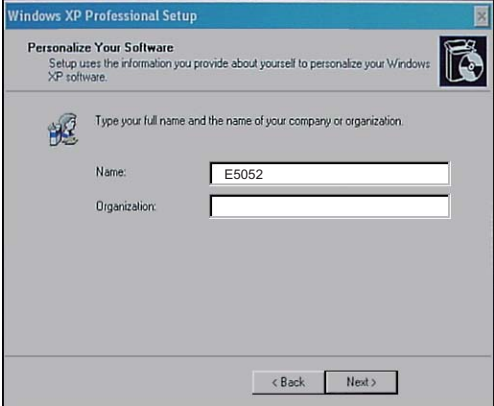 Windows XP Professional Setup
Personalize Your Software
Setup uses the information you provide about yourself to personalize your Windows
XP software.
Type your full name and the name of your company or organization.
Name:
E5052
Organization:
< Back
Next >